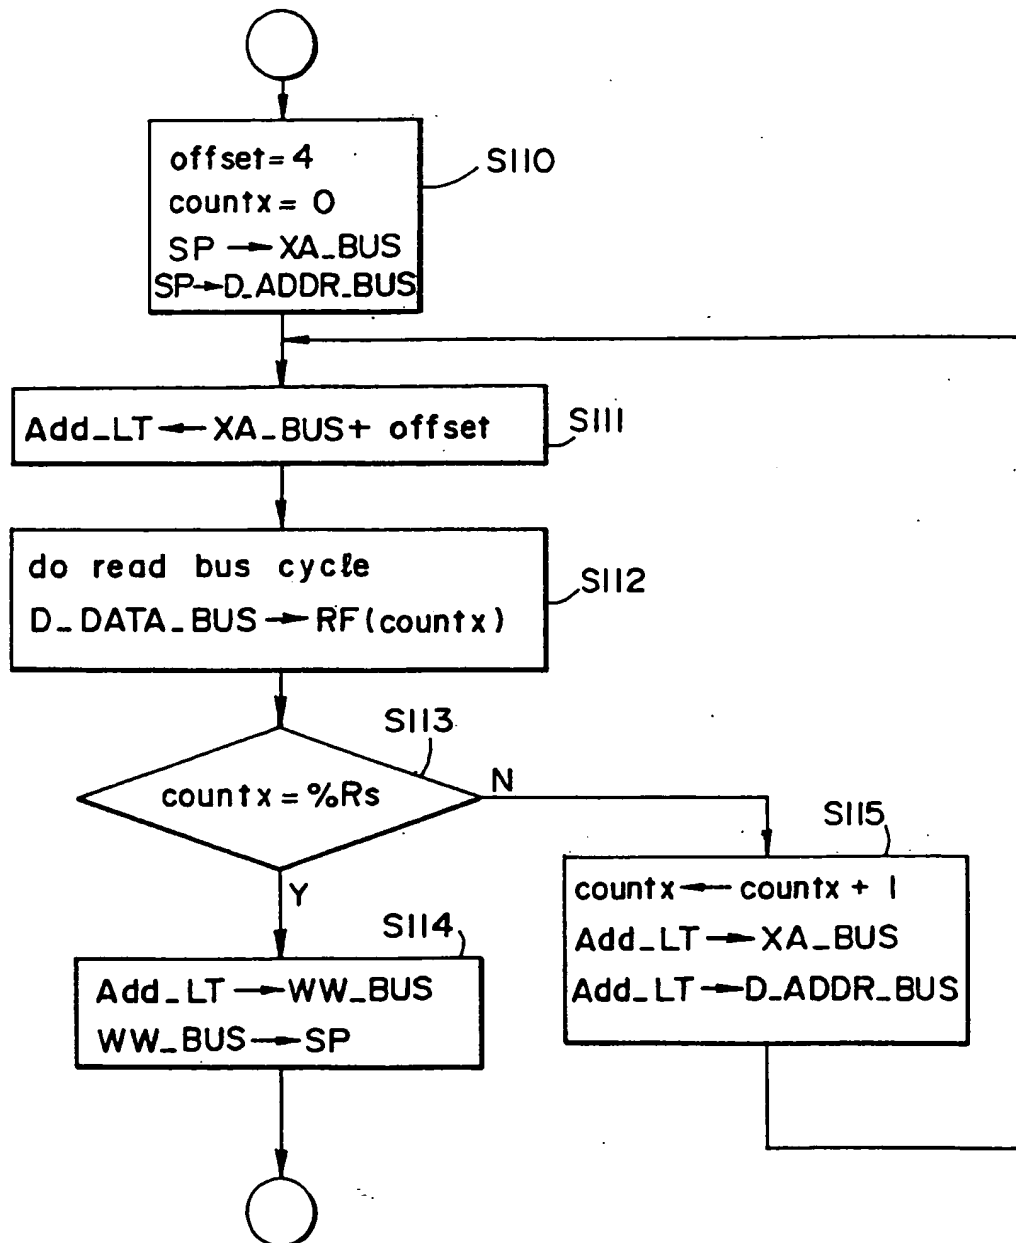 offset=4
countx=0
SP→XA_BUS
SP→D_ADDR_BUS
S110
Add_LT←XA_BUS+ offset
S111
do read bus cycle
D_DATA_BUS→RF(countx)
S112
S113
countx=%Rs
N
Y
S114
Add_LT→WW_BUS
WW_BUS→SP
S115
countx←countx+1
Add_LT→XA_BUS
Add_LT→D_ADDR_BUS